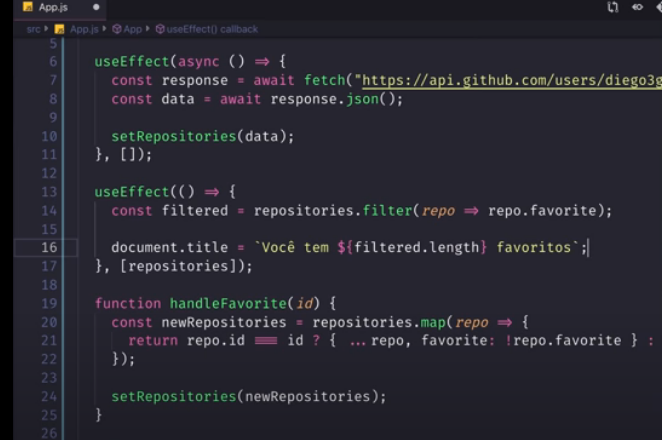 App.js
src App.js App useEffect() callback
5
6 useEffect(async () => {
7 const response = await fetch("https://api.github.com/users/diego3g
8 const data = await response.json();
9
10 setRepositories(data);
11 }, []);
12
13 useEffect(() => {
14 const filtered = repositories.filter(repo => repo.favorite);
15
16 document.title = `Você tem ${filtered.length} favoritos`;
17 }, [repositories]);
18
19 function handleFavorite(id) {
20 const newRepositories = repositories.map(repo => {
21 return repo.id === id ? { ...repo, favorite: !repo.favorite } :
22 });
23
24 setRepositories(newRepositories);
25 }
26